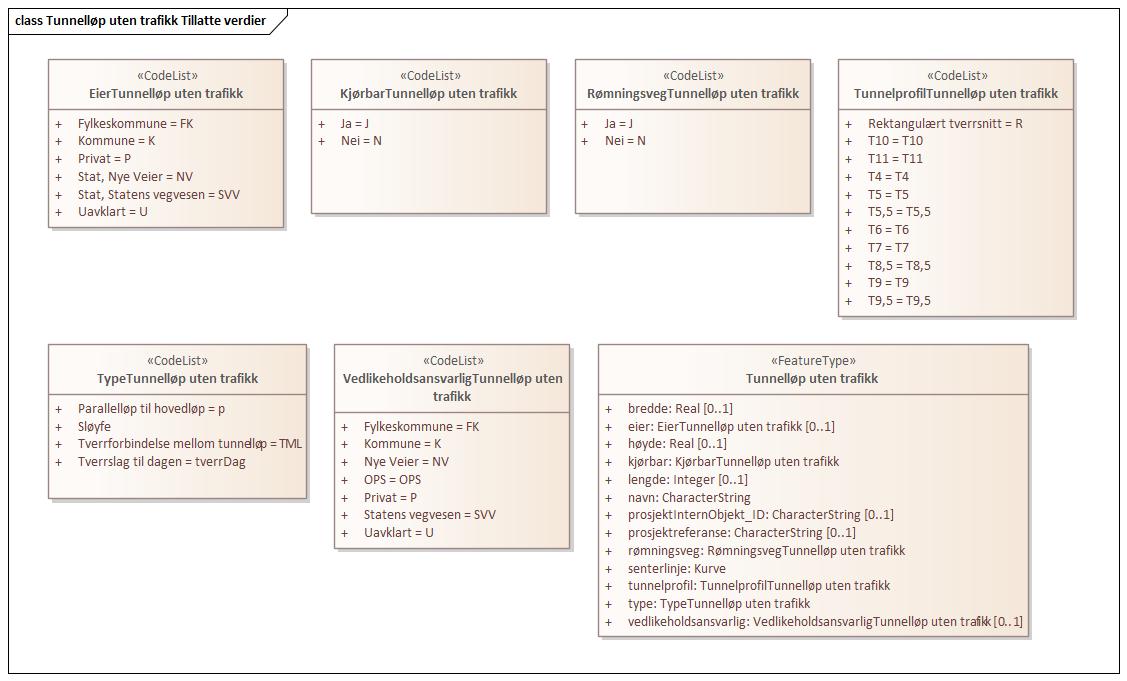 class Tunnelløp uten trafikk Tillatte verdier
«CodeList»
EierTunnelløp uten trafikk
+ Fylkeskommune = FK
+ Kommune = K
+ Privat = P
+ Stat, Nye Veier = NV
+ Stat, Statens vegvesen = SVV
+ Uavklart = U
«CodeList»
KjørbarTunnelløp uten trafikk
+ Ja = J
+ Nei = N
«CodeList»
RømningsvegTunnelløp uten trafikk
+ Ja = J
+ Nei = N
«CodeList»
TunnelprofilTunnelløp uten trafikk
+ Rektangulært tverrsnitt = R
+ T10 = T10
+ T11 = T11
+ T4 = T4
+ T5 = T5
+ T5,5 = T5,5
+ T6 = T6
+ T7 = T7
+ T8,5 = T8,5
+ T9 = T9
+ T9,5 = T9,5
«CodeList»
TypeTunnelløp uten trafikk
+ Parallelløp til hovedløp = p
+ Sløyfe
+ Tverrforbindelse mellom tunnelløp = TML
+ Tverrslag til dagen = tverrDag
«CodeList»
VedlikeholdsansvarligTunnelløp uten
trafikk
+ Fylkeskommune = FK
+ Kommune = K
+ Nye Veier = NV
+ OPS = OPS
+ Privat = P
+ Statens vegvesen = SVV
+ Uavklart = U
«FeatureType»
Tunnelløp uten trafikk
+ bredde: Real [0..1]
+ eier: EierTunnelløp uten trafikk [0..1]
+ høyde: Real [0..1]
+ kjørbar: KjørbarTunnelløp uten trafikk
+ lengde: Integer [0..1]
+ navn: CharacterString
+ prosjektInternObjekt_ID: CharacterString [0..1]
+ prosjektreferanse: CharacterString [0..1]
+ rømningsveg: RømningsvegTunnelløp uten trafikk
+ senterlinje: Kurve
+ tunnelprofil: TunnelprofilTunnelløp uten trafikk
+ type: TypeTunnelløp uten trafikk
+ vedlikeholdsansvarlig: VedlikeholdsansvarligTunnelløp uten trafikk [0..1]